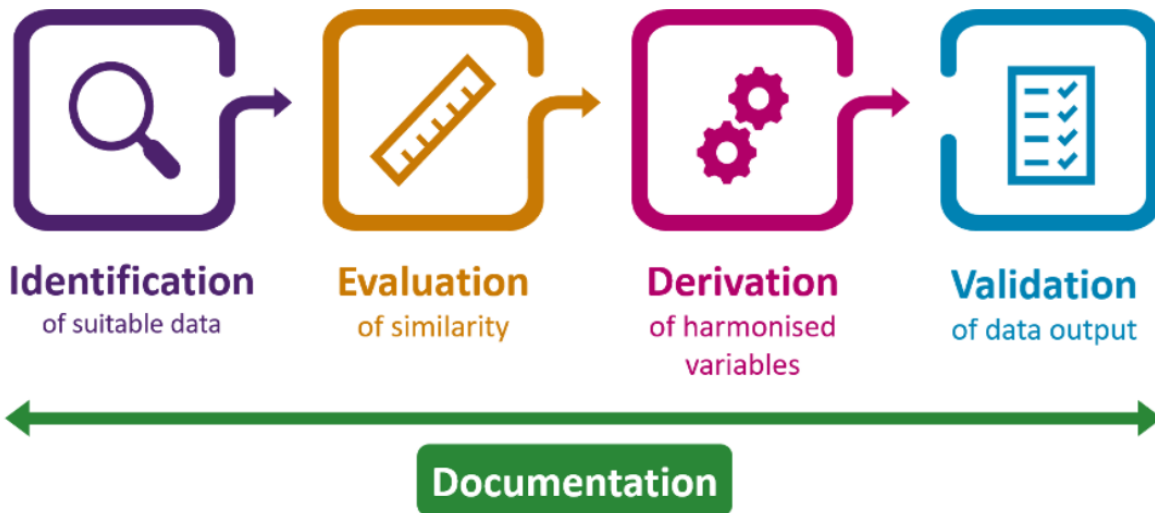 Identification
of suitable data
Evaluation
of similarity
Derivation
of harmonised
variables
Validation
of data output
Documentation